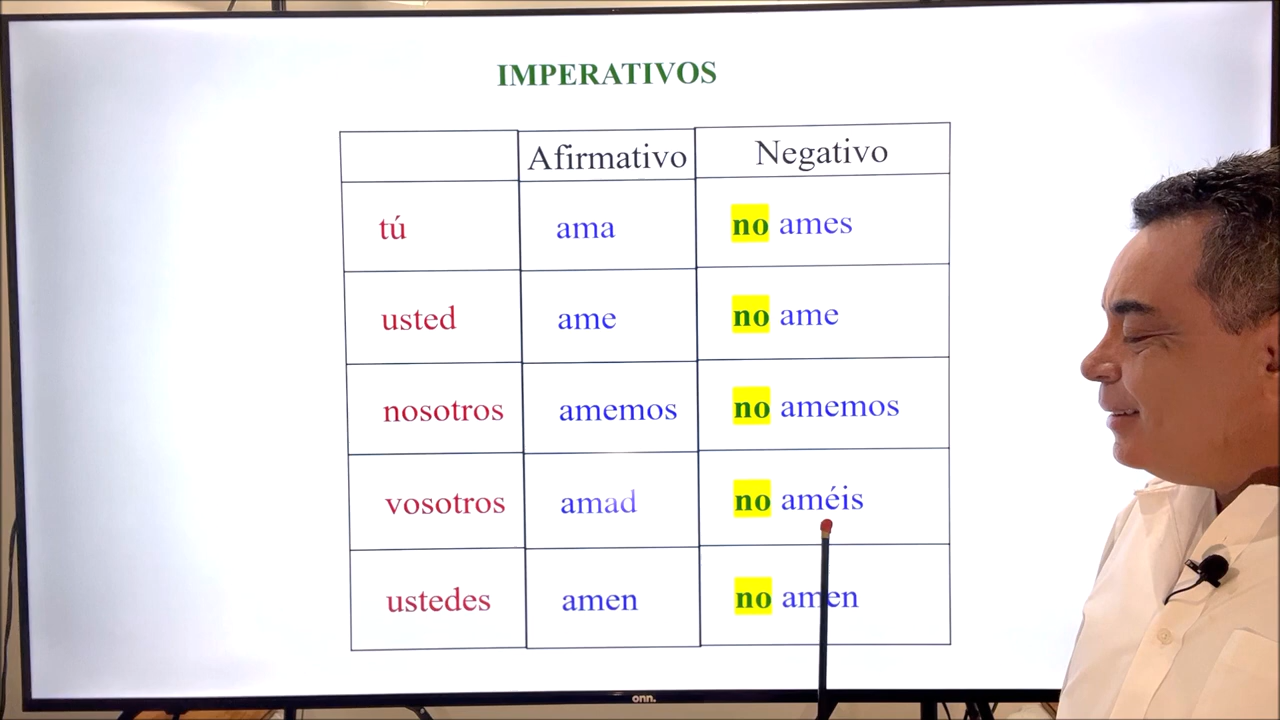 IMPERATIVOS
Afirmativo Negativo
tú ama no ames
usted ame no ame
nosotros amemos no amemos
vosotros amad no améis
ustedes amen no amen
onn.